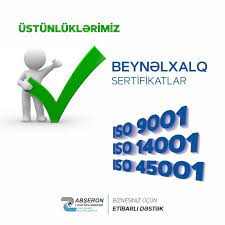 ÜSTÜNLÜKLƏRİMİZ
BEYNƏLXALQ
SERTİFİKATLAR
ISO 9001
ISO 14001
ISO 45001
ABŞERON
BİZNESİNİZ ÜÇÜN
ETİBARLI DƏSTƏK